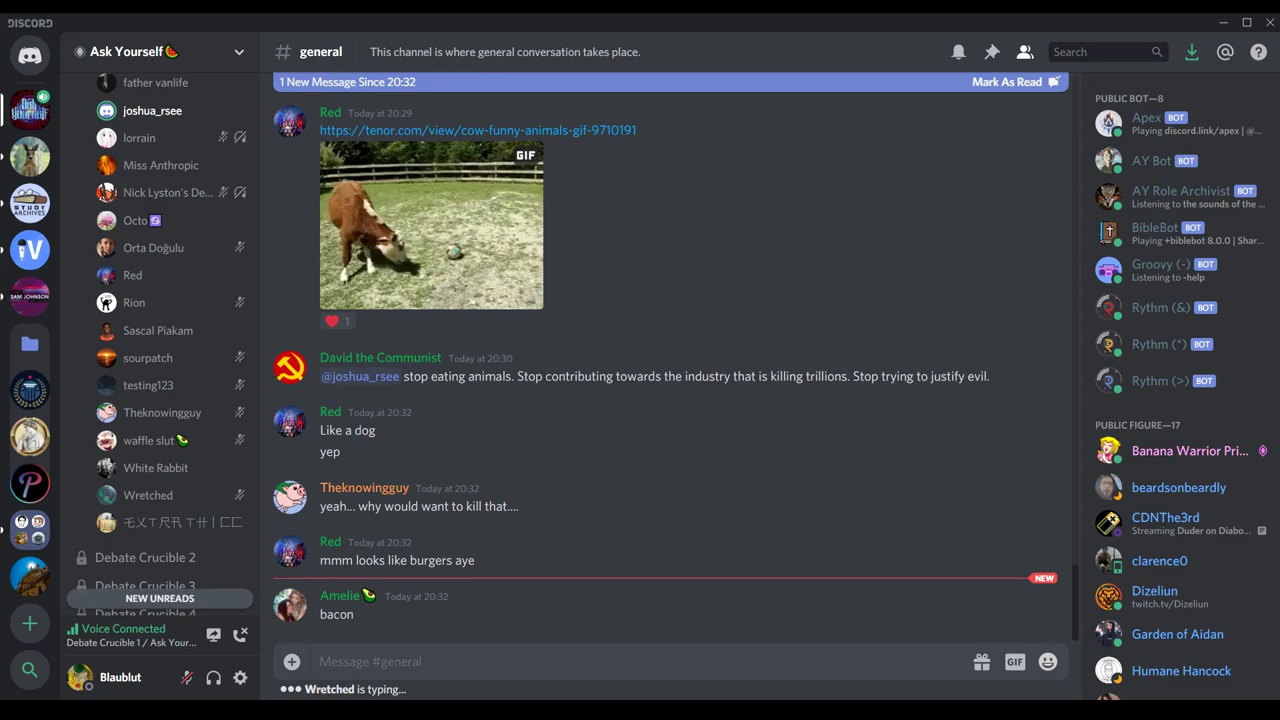 DISCORD
Ask Yourself🍉
father vanlife
joshua_rsee
lorrain
Miss Anthropic
Nick Lyston's De...
Octo
Orta Doğulu
Red
Rion
Sascal Piakam
sourpatch
testing123
Theknowingguy
waffle slut🥑
White Rabbit
Wretched
Debate Crucible 2
Debate Crucible 3
NEW UNREADS
Voice Connected
Debate Crucible 1 / Ask Your...
Blaublut
STUDY ARCHIVES
SAM JOHNSON
# general
This channel is where general conversation takes place.
Search
1 New Message Since 20:32
Mark As Read
Red Today at 20:29
https://tenor.com/view/cow-funny-animals-gif-9710191
GIF
1
David the Communist Today at 20:30
@joshua_rsee stop eating animals. Stop contributing towards the industry that is killing trillions. Stop trying to justify evil.
Red Today at 20:32
Like a dog
yep
Theknowingguy Today at 20:32
yeah... why would want to kill that....
Red Today at 20:32
mmm looks like burgers aye
NEW
Amelie🥑 Today at 20:32
bacon
Message #general
GIF
Wretched is typing...
PUBLIC BOT—8
Apex BOT
Playing discord.link/apex | @...
AY Bot BOT
AY Role Archivist BOT
Listening to the sounds of the ...
BibleBot BOT
Playing +biblebot 8.0.0 | Shar...
Groovy (-) BOT
Listening to -help
Rythm (&) BOT
Rythm (*) BOT
Rythm (>) BOT
PUBLIC FIGURE—17
Banana Warrior Pri...
beardsonbeardly
CDNThe3rd
Streaming Duder on Diabo...
clarence0
Dizeliun
twitch.tv/Dizeliun
Garden of Aidan
Humane Hancock